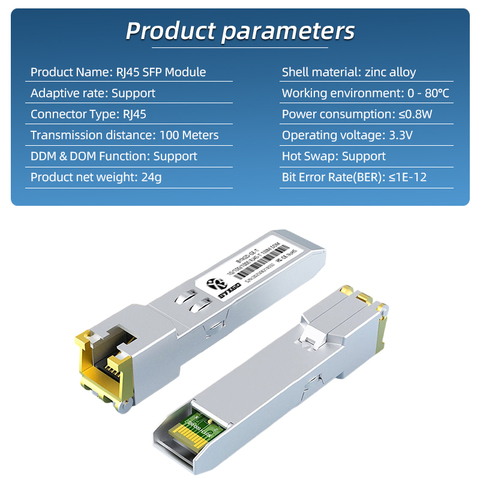 Product parameters
Product Name: RJ45 SFP Module
Adaptive rate: Support
Connector Type: RJ45
Transmission distance: 100 Meters
DDM & DOM Function: Support
Product net weight: 24g
Shell material: zinc alloy
Working environment: 0 - 80℃
Power consumption: ≤0.8W
Operating voltage: 3.3V
Hot Swap: Support
Bit Error Rate(BER): ≤1E-12